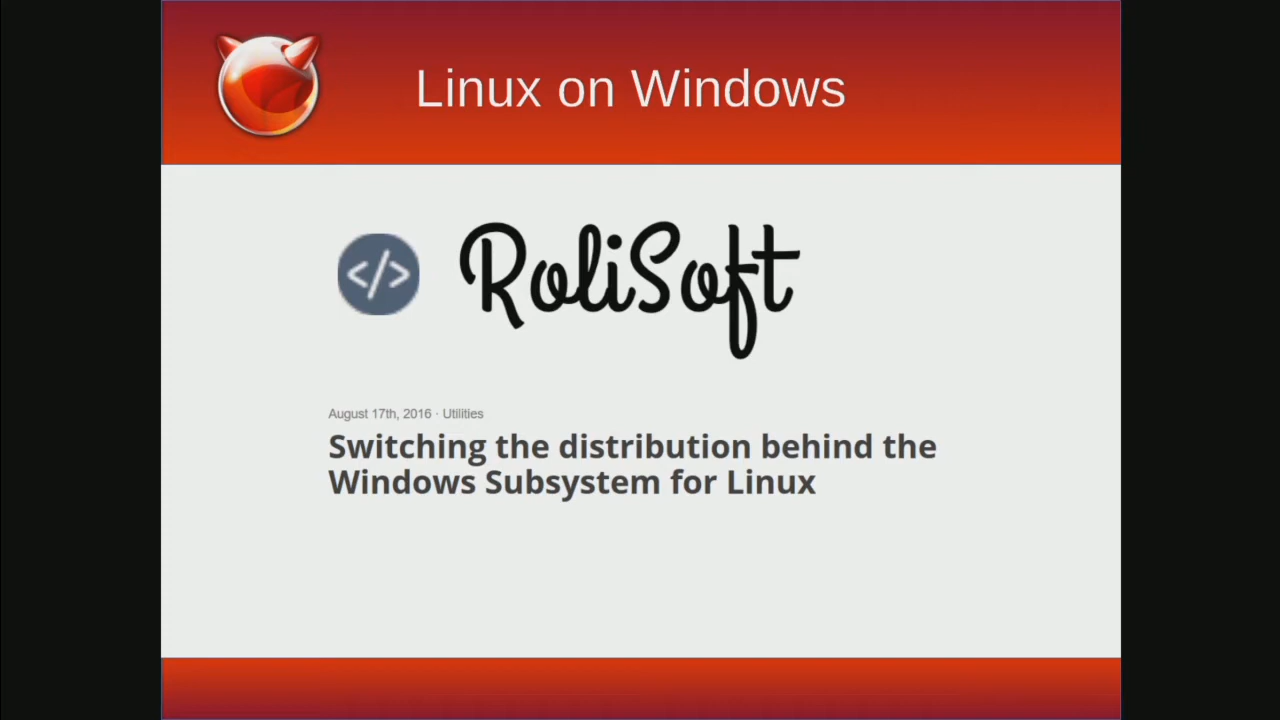 Linux on Windows
</>
RoliSoft
August 17th, 2016 · Utilities
Switching the distribution behind the
Windows Subsystem for Linux